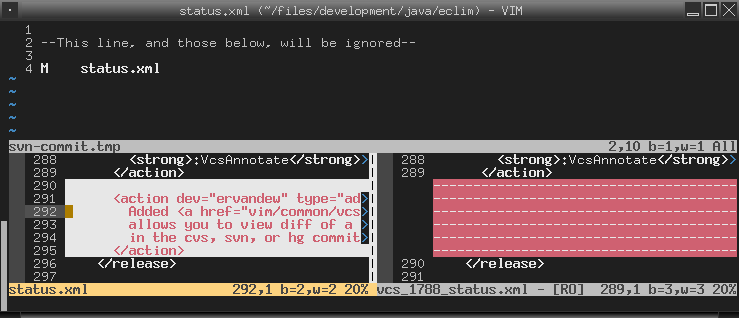 status.xml (~/files/development/java/eclim) - VIM
1
2 --This line, and those below, will be ignored--
3
4 M    status.xml
~
~
~
~
~
svn-commit.tmp 2,10 b=1,w=1 All
288 <strong>:VcsAnnotate</strong>>
289 </action>
290
291 <action dev="ervandew" type="ad>
292 Added <a href="vim/common/vcs>
293 allows you to view diff of a >
294 in the cvs, svn, or hg commit>
295 </action>
296 </release>
297
status.xml 292,1 b=2,w=2 20%
288 <strong>:VcsAnnotate</strong>>
289 </action>
----------------------------------
----------------------------------
----------------------------------
----------------------------------
----------------------------------
----------------------------------
290 </release>
291
vcs_1788_status.xml - [RO] 289,1 b=3,w=3 20%